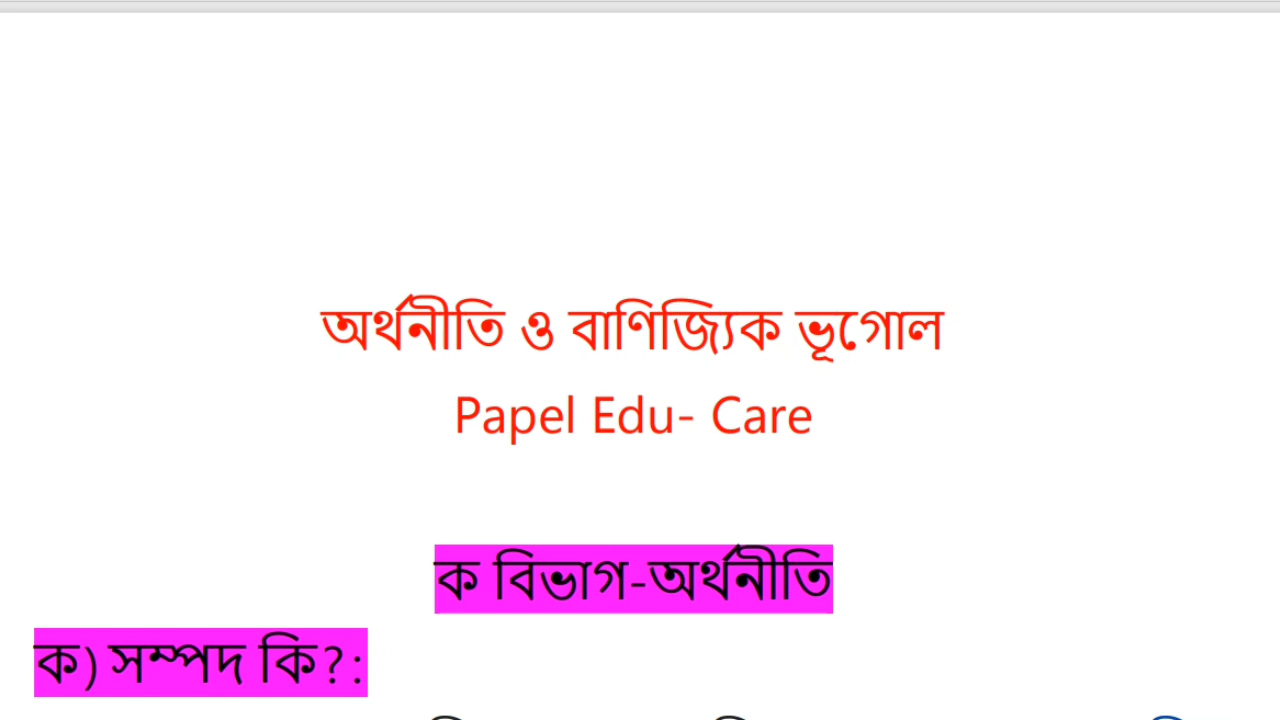 অর্থনীতি ও বাণিজ্যিক ভূগোল
Papel Edu- Care
ক বিভাগ-অর্থনীতি
ক) সম্পদ কি?: